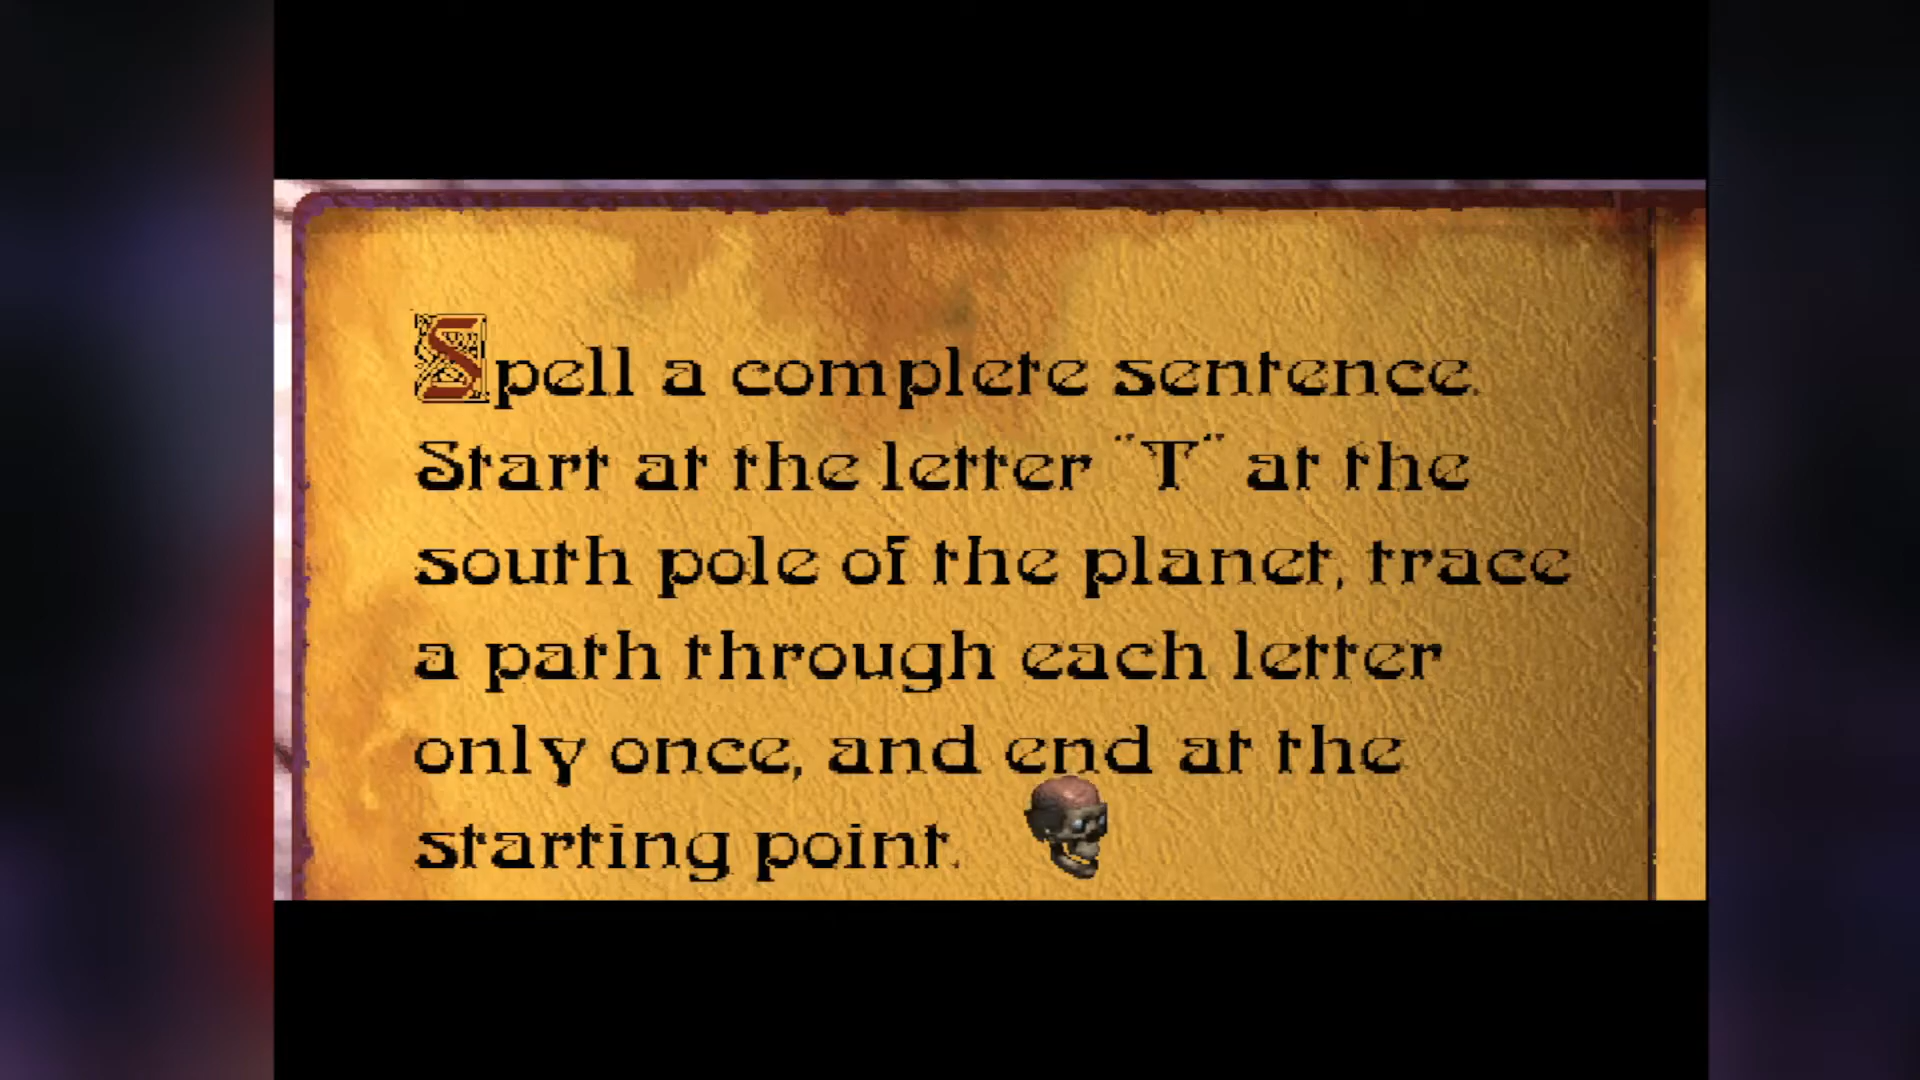 Spell a complete sentence.
Start at the letter "T" at the
south pole of the planet, trace
a path through each letter
only once, and end at the
starting point.